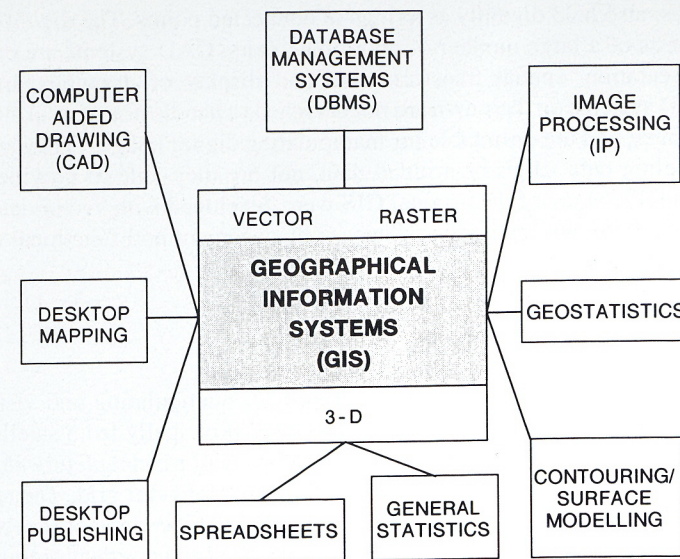 DATABASE
MANAGEMENT
SYSTEMS
(DBMS)
COMPUTER
AIDED
DRAWING
(CAD)
IMAGE
PROCESSING
(IP)
VECTOR RASTER
GEOGRAPHICAL
INFORMATION
SYSTEMS
(GIS)
DESKTOP
MAPPING
GEOSTATISTICS
3-D
DESKTOP
PUBLISHING
SPREADSHEETS
GENERAL
STATISTICS
CONTOURING/
SURFACE
MODELLING